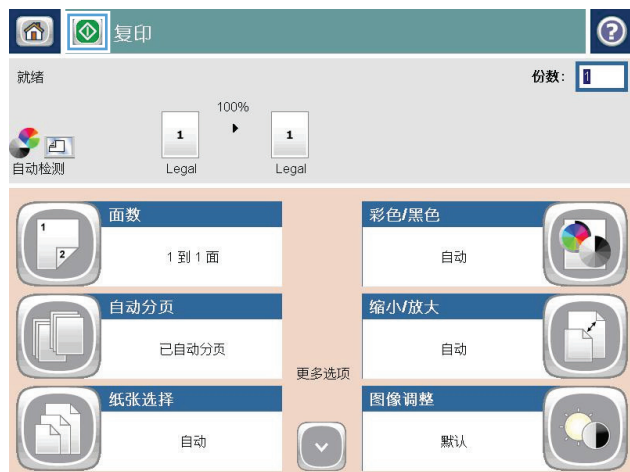 复印
就绪
份数: 1
100%
1 1
自动检测 Legal Legal
面数
1 到 1 面
彩色/黑色
自动
自动分页
已自动分页
缩小/放大
自动
更多选项
纸张选择
自动
图像调整
默认
1
2